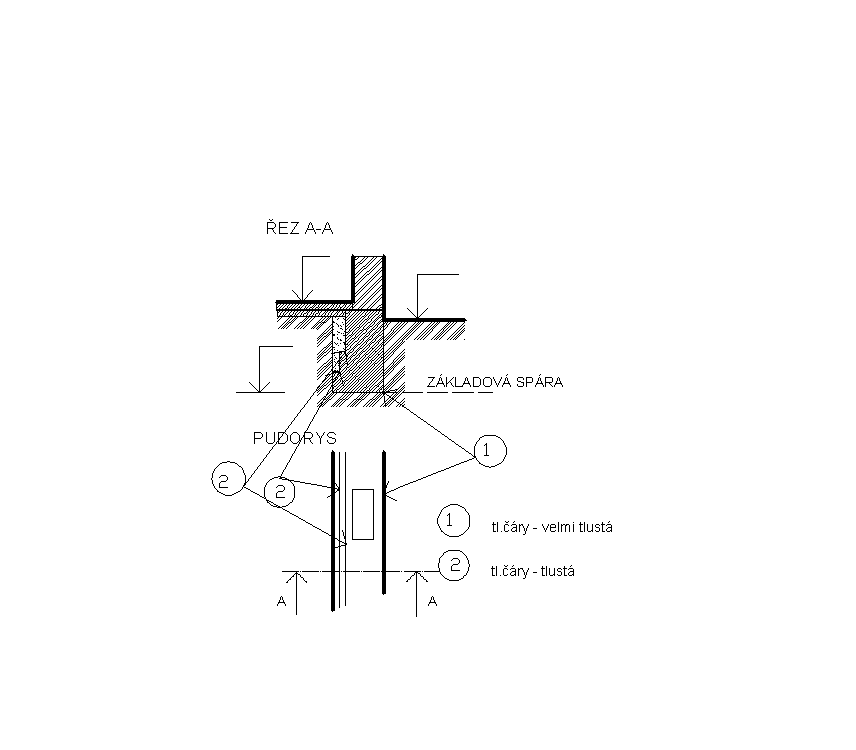 ŘEZ A-A
ZÁKLADOVÁ SPÁRA
PUDORYS
1
2
2
1 tl.čáry - velmi tlustá
2 tl.čáry - tlustá
A A